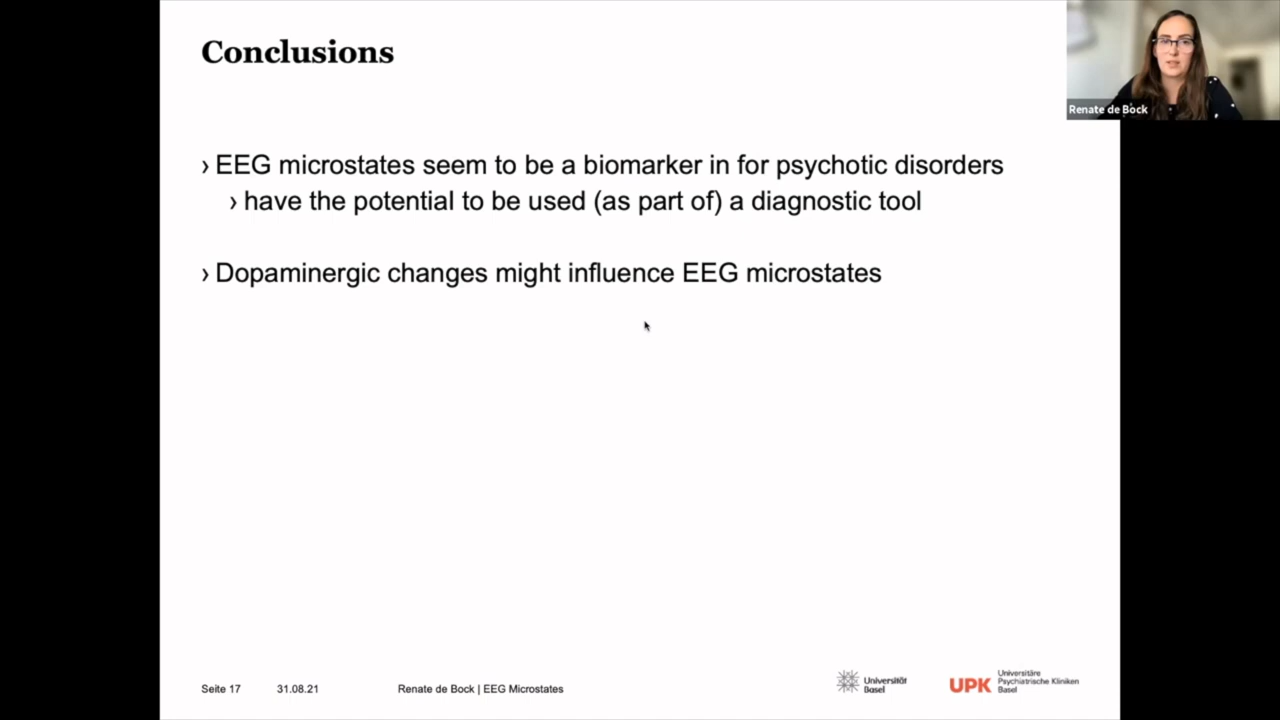 Conclusions
Renate de Bock
› EEG microstates seem to be a biomarker in for psychotic disorders
› have the potential to be used (as part of) a diagnostic tool
› Dopaminergic changes might influence EEG microstates
Seite 17 31.08.21 Renate de Bock | EEG Microstates
Universität
Basel
UPK
Universitäre
Psychiatrische Kliniken
Basel